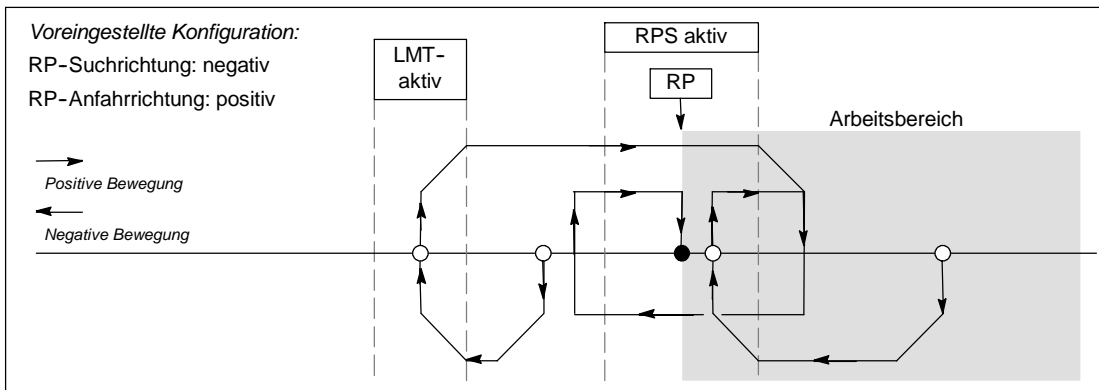 Voreingestellte Konfiguration:
RP-Suchrichtung: negativ
RP-Anfahrrichtung: positiv
LMT-
aktiv
RPS aktiv
RP
Arbeitsbereich
Positive Bewegung
Negative Bewegung